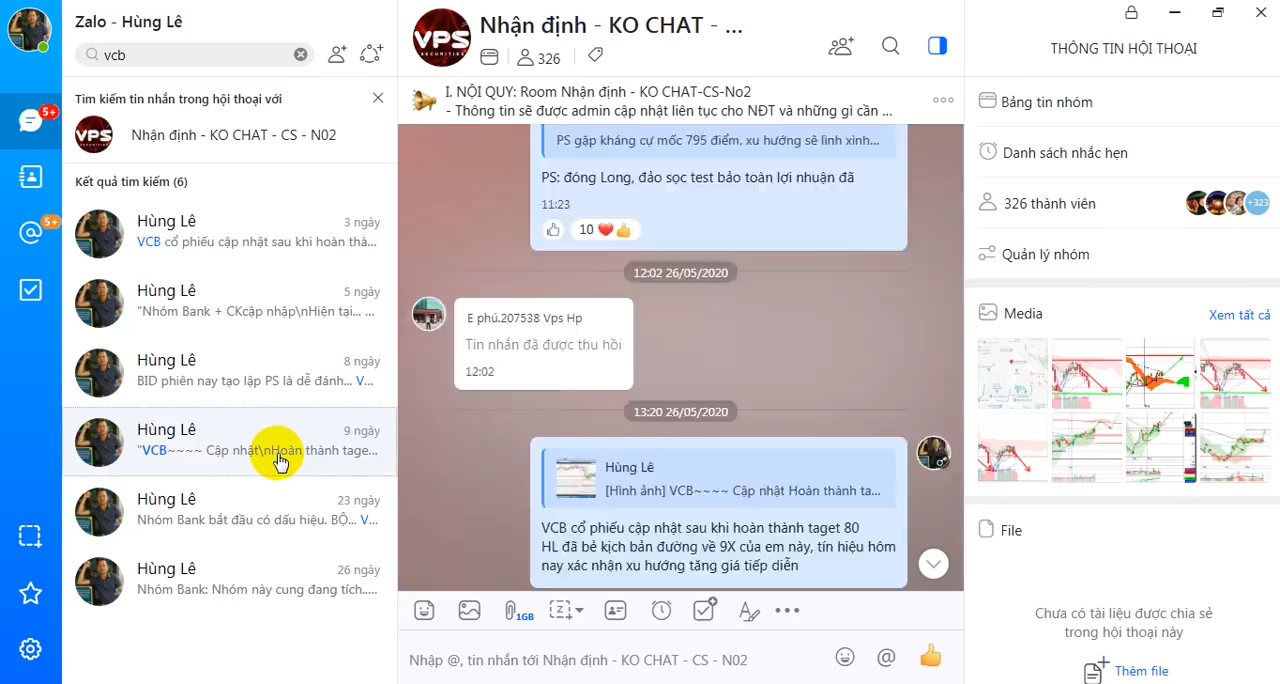 Zalo - Hùng Lê
vcb
5+
5+
Tìm kiếm tin nhắn trong hội thoại với
VPS
Nhận định - KO CHAT - CS - N02
Kết quả tìm kiếm (6)
Hùng Lê
3 ngày
VCB cổ phiếu cập nhật sau khi hoàn thà...
Hùng Lê
5 ngày
"Nhóm Bank + CKcập nhập\nHiện tại... ...
Hùng Lê
8 ngày
BID phiên nay tạo lập PS là dễ đánh... V...
Hùng Lê
9 ngày
"VCB~~~~ Cập nhật\nHoàn thành tage...
Hùng Lê
23 ngày
Nhóm Bank bắt đầu có dấu hiệu. BỘ... V...
Hùng Lê
26 ngày
Nhóm Bank: Nhóm này cung đang tích.....
VPS
SECURITIES
Nhận định - KO CHAT - ...
326
I. NỘI QUY: Room Nhận định - KO CHAT-CS-No2
- Thông tin sẽ được admin cập nhật liên tục cho NĐT và những gì cần ...
PS gặp kháng cự mốc 795 điểm, xu hướng sẽ lình xình...
PS: đóng Long, đảo sọc test bảo toàn lợi nhuận đã
11:23
10
12:02 26/05/2020
E phú.207538 Vps Hp
Tin nhắn đã được thu hồi
12:02
13:20 26/05/2020
Hùng Lê
[Hình ảnh] VCB~~~~ Cập nhật Hoàn thành ta...
VCB cổ phiếu cập nhật sau khi hoàn thành taget 80
HL đã bẻ kịch bản đường về 9X của em này, tín hiệu hôm
nay xác nhận xu hướng tăng giá tiếp diễn
1GB
Nhập @, tin nhắn tới Nhận định - KO CHAT - CS - N02
THÔNG TIN HỘI THOẠI
Bảng tin nhóm
Danh sách nhắc hẹn
326 thành viên
+323
Quản lý nhóm
Media
Xem tất cả
File
Chưa có tài liệu được chia sẻ
trong hội thoại này
Thêm file